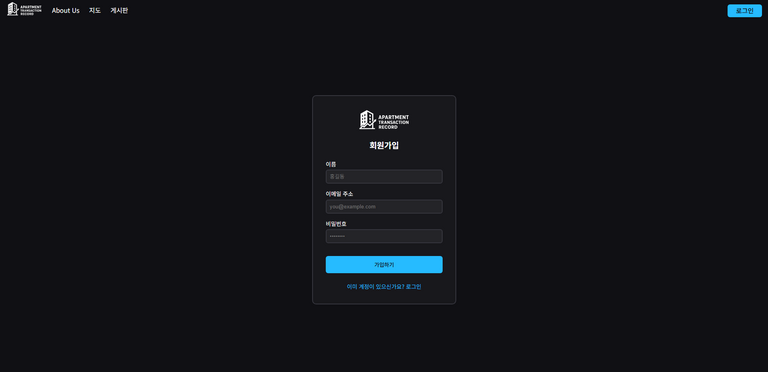 APARTMENT
TRANSACTION
RECORD
About Us 지도 게시판
로그인
APARTMENT
TRANSACTION
RECORD
회원가입
이름
홍길동
이메일 주소
you@example.com
비밀번호
••••••••
가입하기
이미 계정이 있으신가요? 로그인